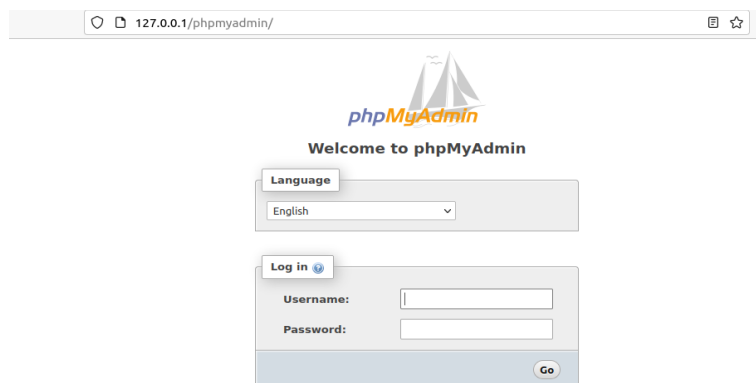 127.0.0.1/phpmyadmin/
phpMyAdmin
Welcome to phpMyAdmin
Language
English
Log in
Username:
Password:
Go